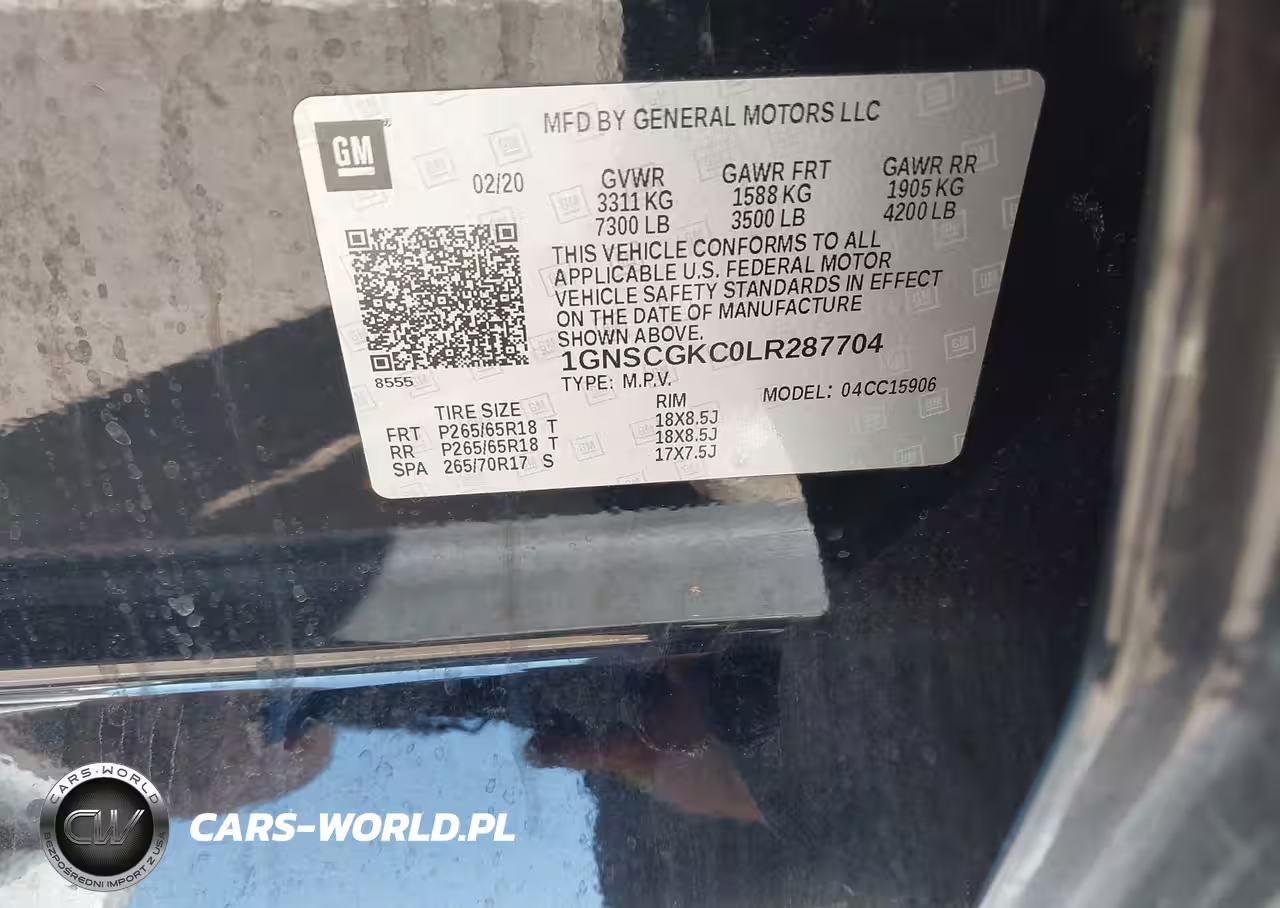 MFD BY GENERAL MOTORS LLC
GM
02/20
GVWR GAWR FRT GAWR RR
3311 KG 1588 KG 1905 KG
7300 LB 3500 LB 4200 LB
THIS VEHICLE CONFORMS TO ALL
APPLICABLE U.S. FEDERAL MOTOR
VEHICLE SAFETY STANDARDS IN EFFECT
ON THE DATE OF MANUFACTURE
SHOWN ABOVE.
1GNSCGKC0LR287704
8555
TYPE: M.P.V. MODEL: 04CC15906
TIRE SIZE RIM
FRT P265/65R18 T 18X8.5J
RR P265/65R18 T 18X8.5J
SPA 265/70R17 S 17X7.5J
CARS-WORLD
CW
BEZPOŚREDNI IMPORT Z USA
CARS-WORLD.PL